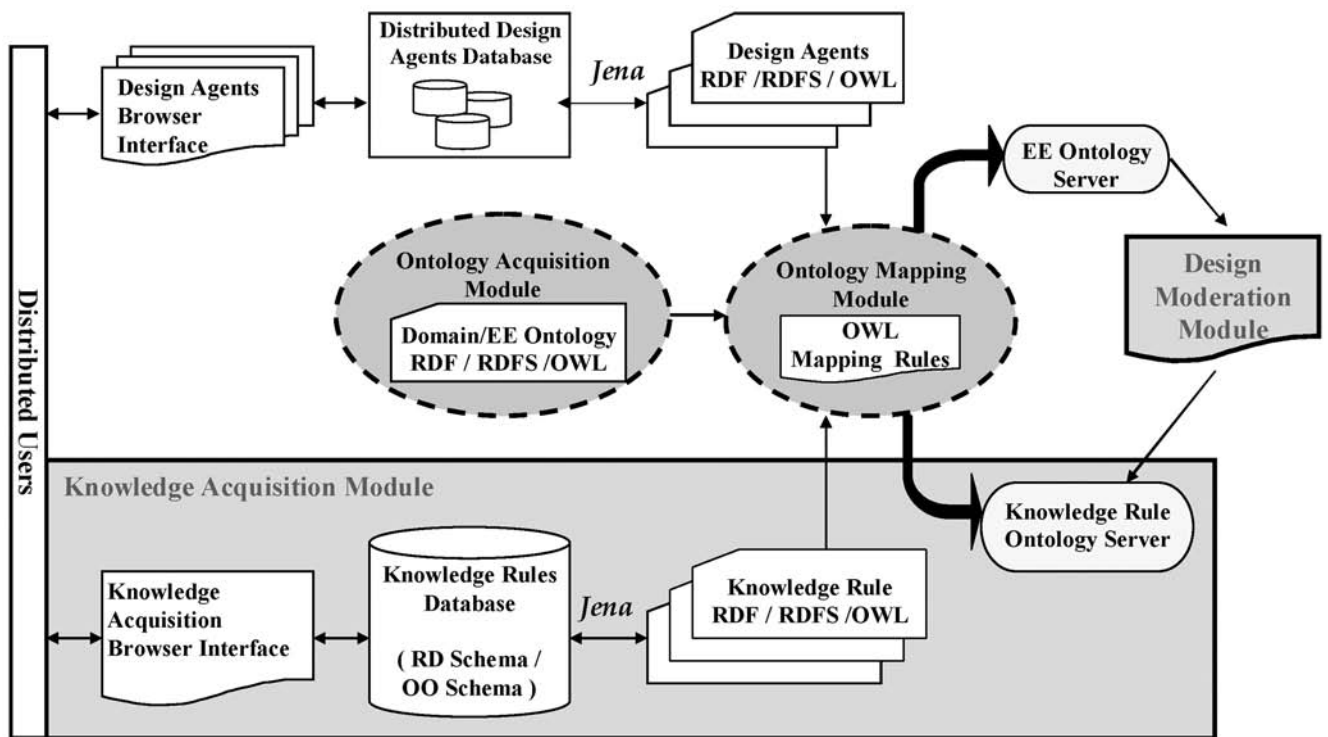 Distributed Users
Design Agents
Browser
Interface
Distributed Design
Agents Database
Jena
Design Agents
RDF /RDFS / OWL
EE Ontology
Server
Ontology Acquisition
Module
Domain/EE Ontology
RDF / RDFS /OWL
Ontology Mapping
Module
OWL
Mapping Rules
Design
Moderation
Module
Knowledge Acquisition Module
Knowledge
Acquisition
Browser Interface
Knowledge Rules
Database
( RD Schema /
OO Schema )
Jena
Knowledge Rule
RDF / RDFS /OWL
Knowledge Rule
Ontology Server